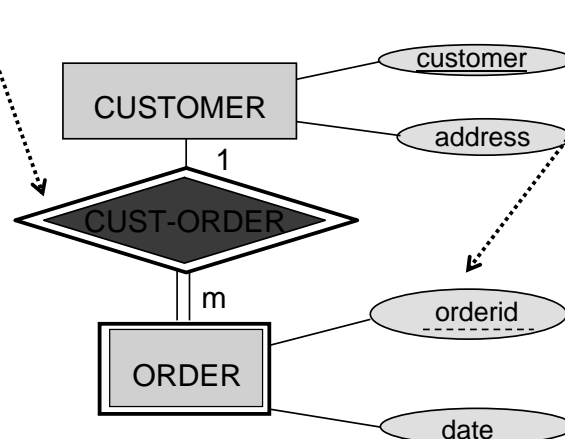 customer
CUSTOMER
address
1
CUST-ORDER
m
orderid
ORDER
date